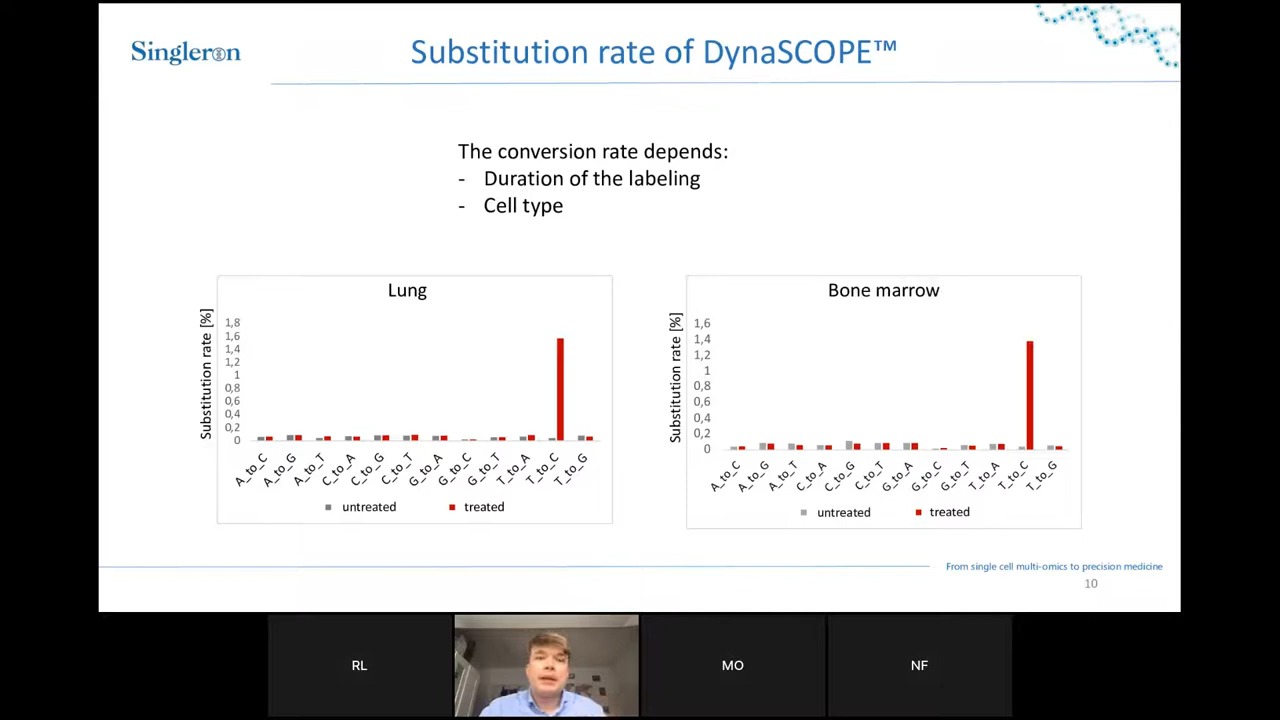 Singleron
Substitution rate of DynaSCOPE™
The conversion rate depends:
- Duration of the labeling
- Cell type
Lung
Substitution rate [%]
1,8
1,6
1,4
1,2
1
0,8
0,6
0,4
0,2
0
A_to_C
A_to_G
A_to_T
C_to_A
C_to_G
C_to_T
G_to_A
G_to_C
G_to_T
T_to_A
T_to_C
T_to_G
untreated
treated
Bone marrow
Substitution rate [%]
1,6
1,4
1,2
1
0,8
0,6
0,4
0,2
0
A_to_C
A_to_G
A_to_T
C_to_A
C_to_G
C_to_T
G_to_A
G_to_C
G_to_T
T_to_A
T_to_C
T_to_G
untreated
treated
From single cell multi-omics to precision medicine
10
RL
MO
NF